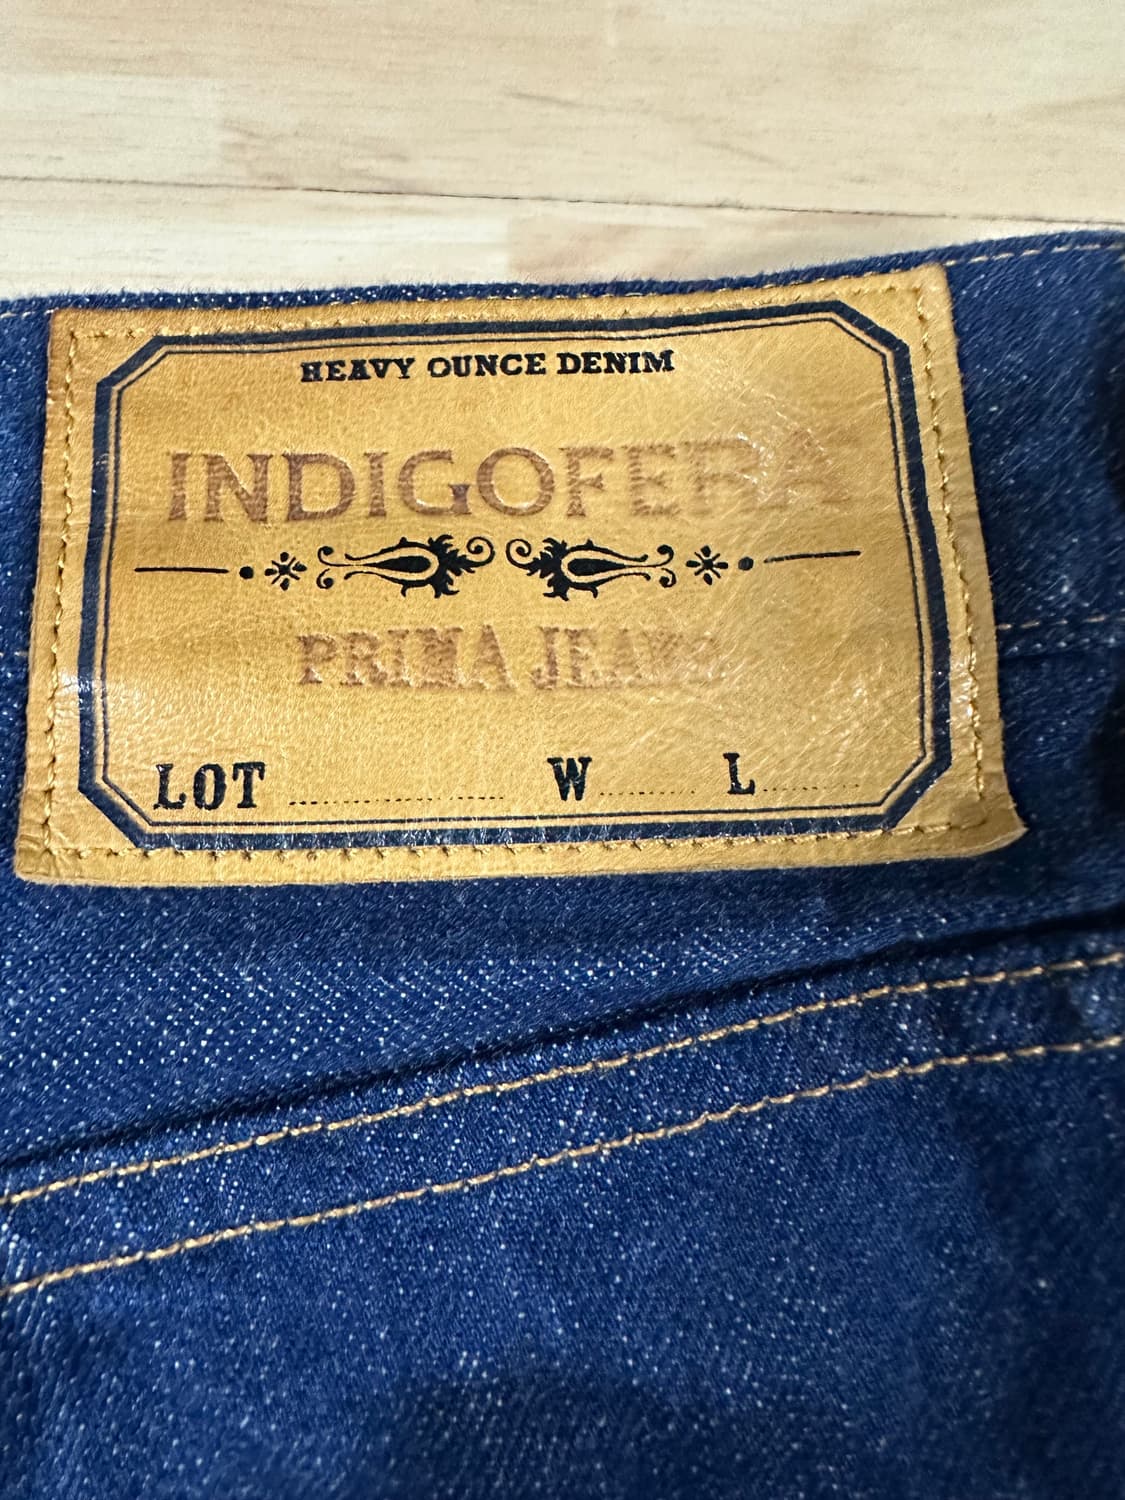 HEAVY OUNCE DENIM
INDIGOFERA
PRIMA JEANS
LOT W L